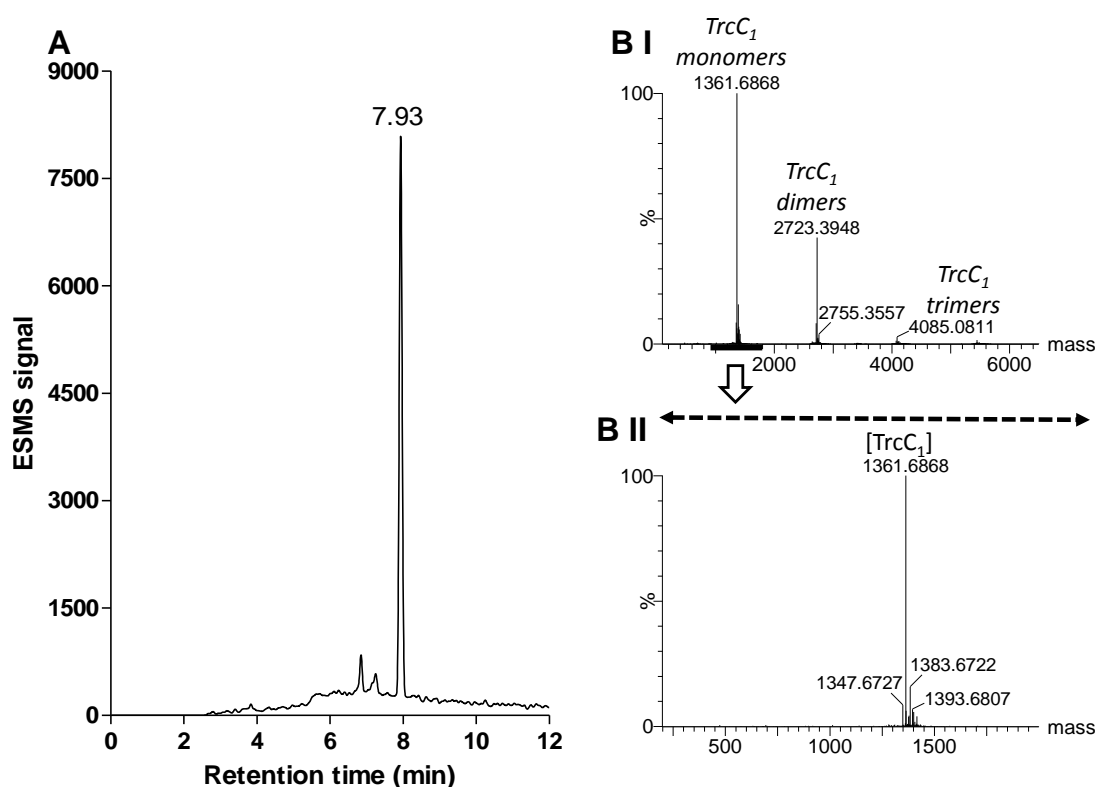 A
9000
7500
6000
4500
3000
1500
0
ESMS signal
7.93
0 2 4 6 8 10 12
Retention time (min)
B I
TrcC1
monomers
1361.6868
100
%
0
TrcC1
dimers
2723.3948
2755.3557
TrcC1
trimers
4085.0811
2000 4000 6000 mass
B II
[TrcC1]
1361.6868
100
%
0
1347.6727
1383.6722
1393.6807
500 1000 1500 mass